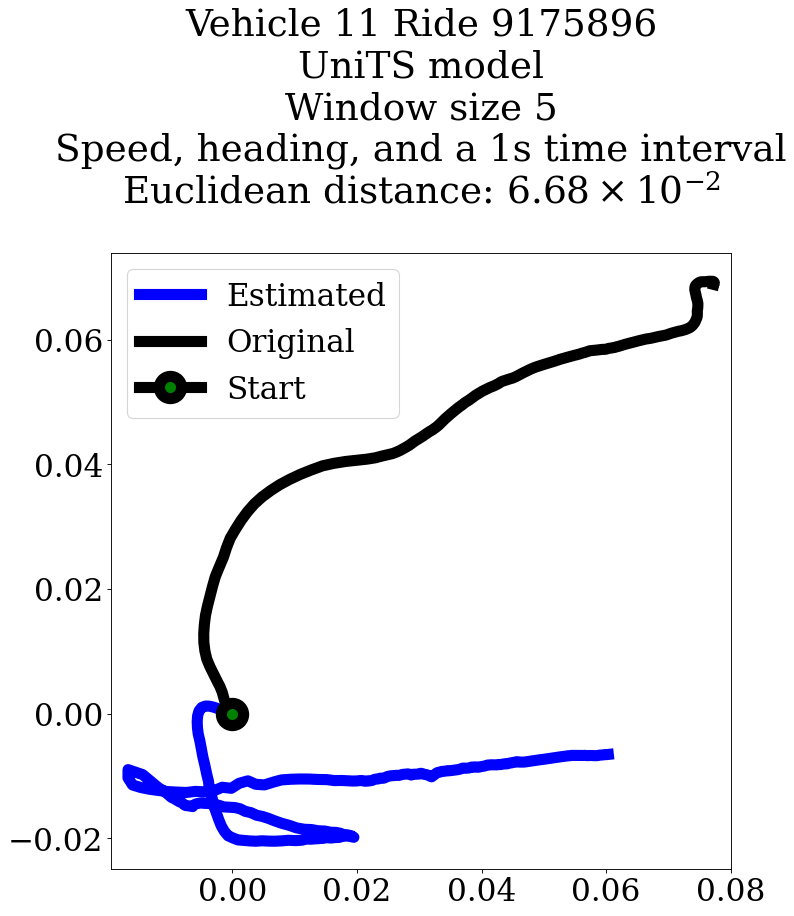 Vehicle 11 Ride 9175896
UniTS model
Window size 5
Speed, heading, and a 1s time interval
Euclidean distance: 6.68 × 10⁻²
Estimated
Original
Start
0.06
0.04
0.02
0.00
−0.02
0.00 0.02 0.04 0.06 0.08